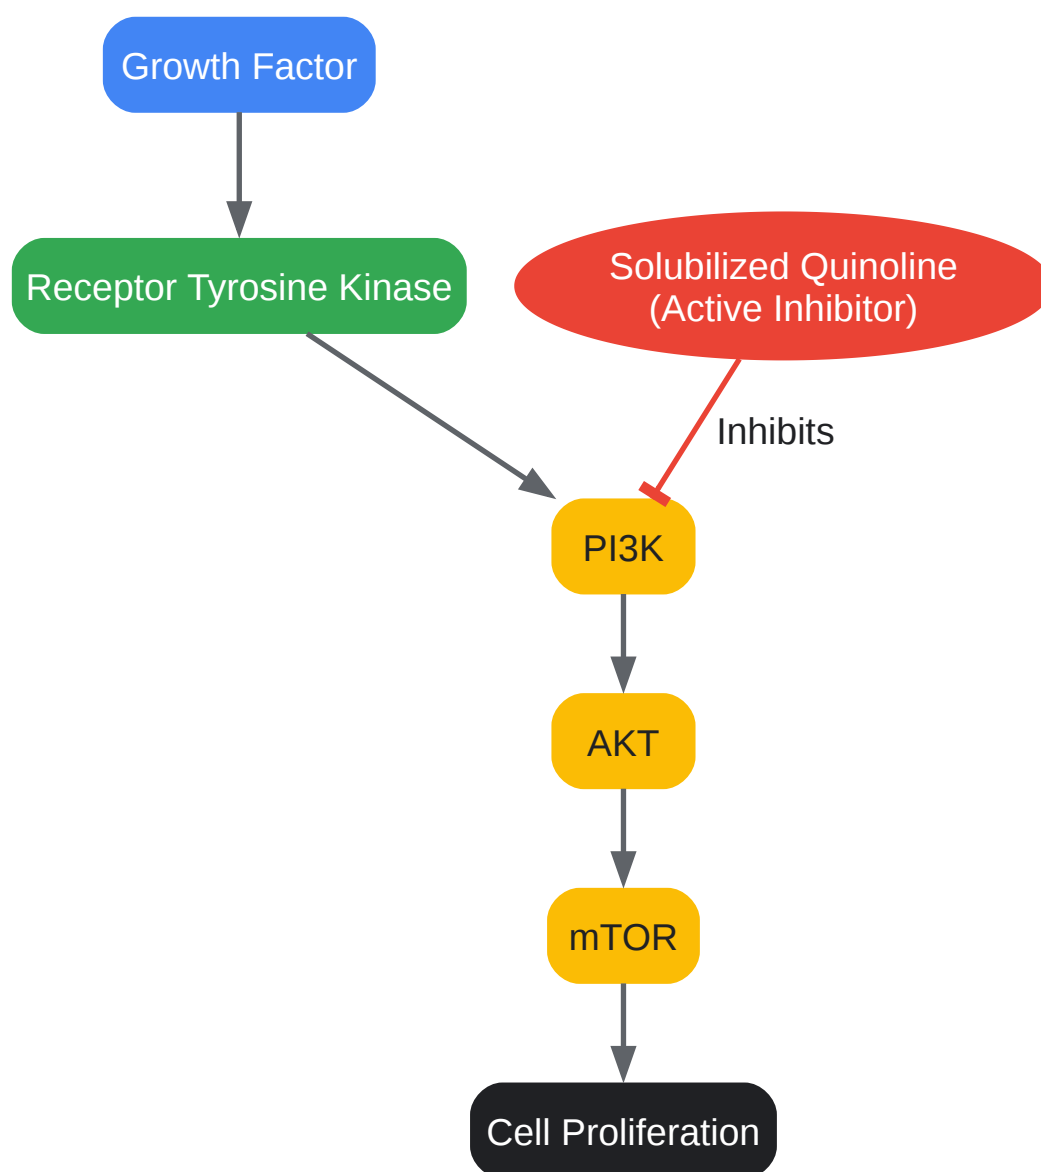 Growth Factor
Receptor Tyrosine Kinase
Solubilized Quinoline
(Active Inhibitor)
Inhibits
PI3K
AKT
mTOR
Cell Proliferation